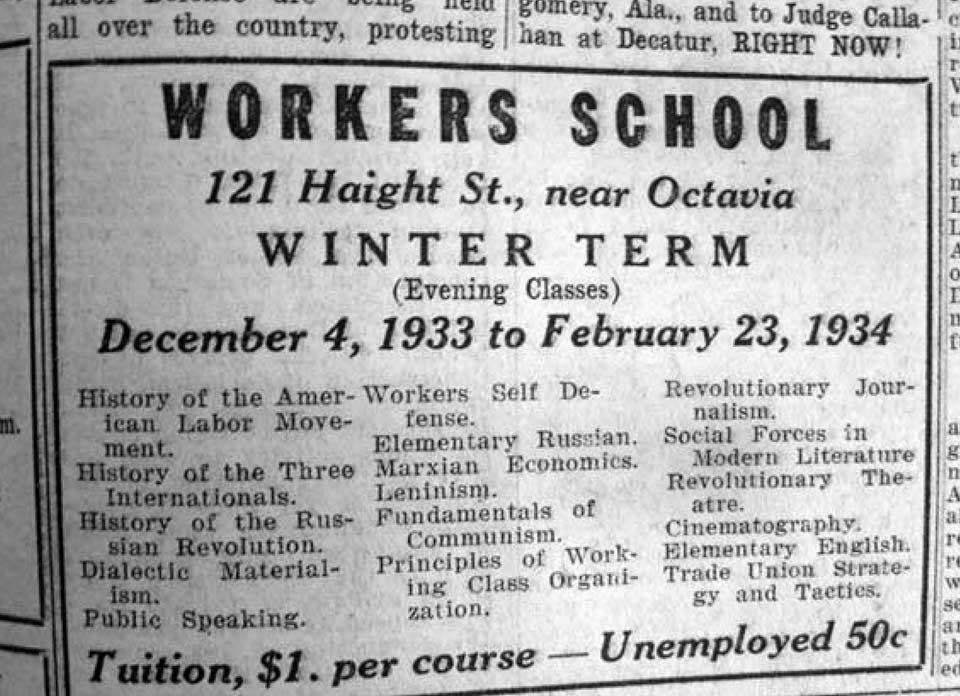 Labor Defense are being held
all over the country, protesting
gomery, Ala., and to Judge Calla-
han at Decatur, RIGHT NOW!
WORKERS SCHOOL
121 Haight St., near Octavia
WINTER TERM
(Evening Classes)
December 4, 1933 to February 23, 1934
History of the Amer-
ican Labor Move-
ment.
History of the Three
Internationals.
History of the Rus-
sian Revolution.
Dialectic Material-
ism.
Public Speaking.
Workers Self De-
fense.
Elementary Russian.
Marxian Economics.
Leninism.
Fundamentals of
Communism.
Principles of Work-
ing Class Organi-
zation.
Revolutionary Jour-
nalism.
Social Forces in
Modern Literature
Revolutionary The-
atre.
Cinematography.
Elementary English.
Trade Union Strate-
gy and Tactics.
Tuition, $1. per course — Unemployed 50c
m.